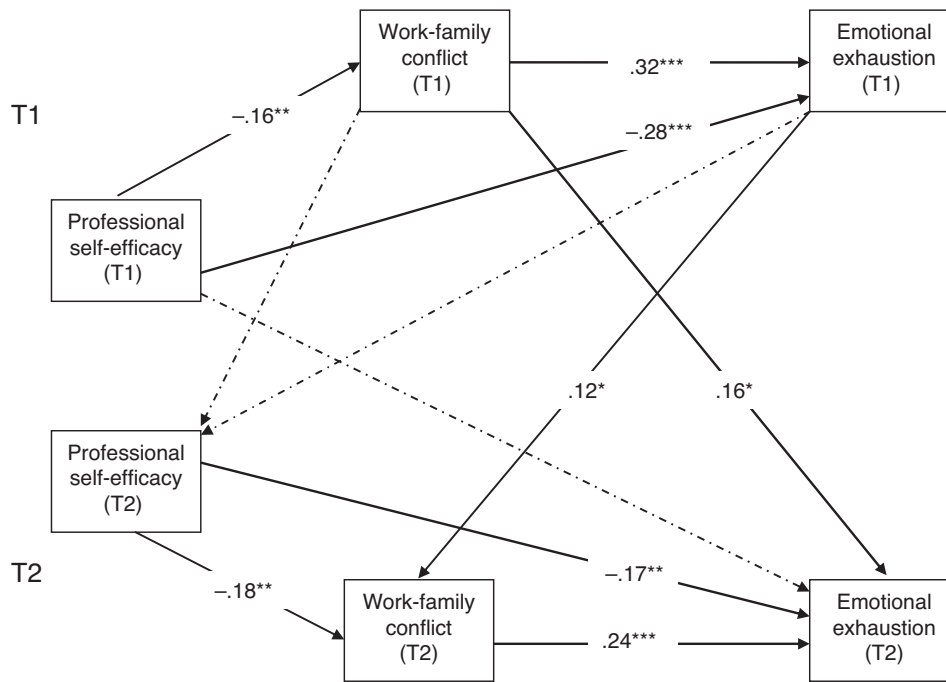 Work-family
conflict
(T1)
Emotional
exhaustion
(T1)
.32***
T1
–.16**
–.28***
Professional
self-efficacy
(T1)
.12*
.16*
Professional
self-efficacy
(T2)
T2
–.18**
–.17**
Work-family
conflict
(T2)
.24***
Emotional
exhaustion
(T2)